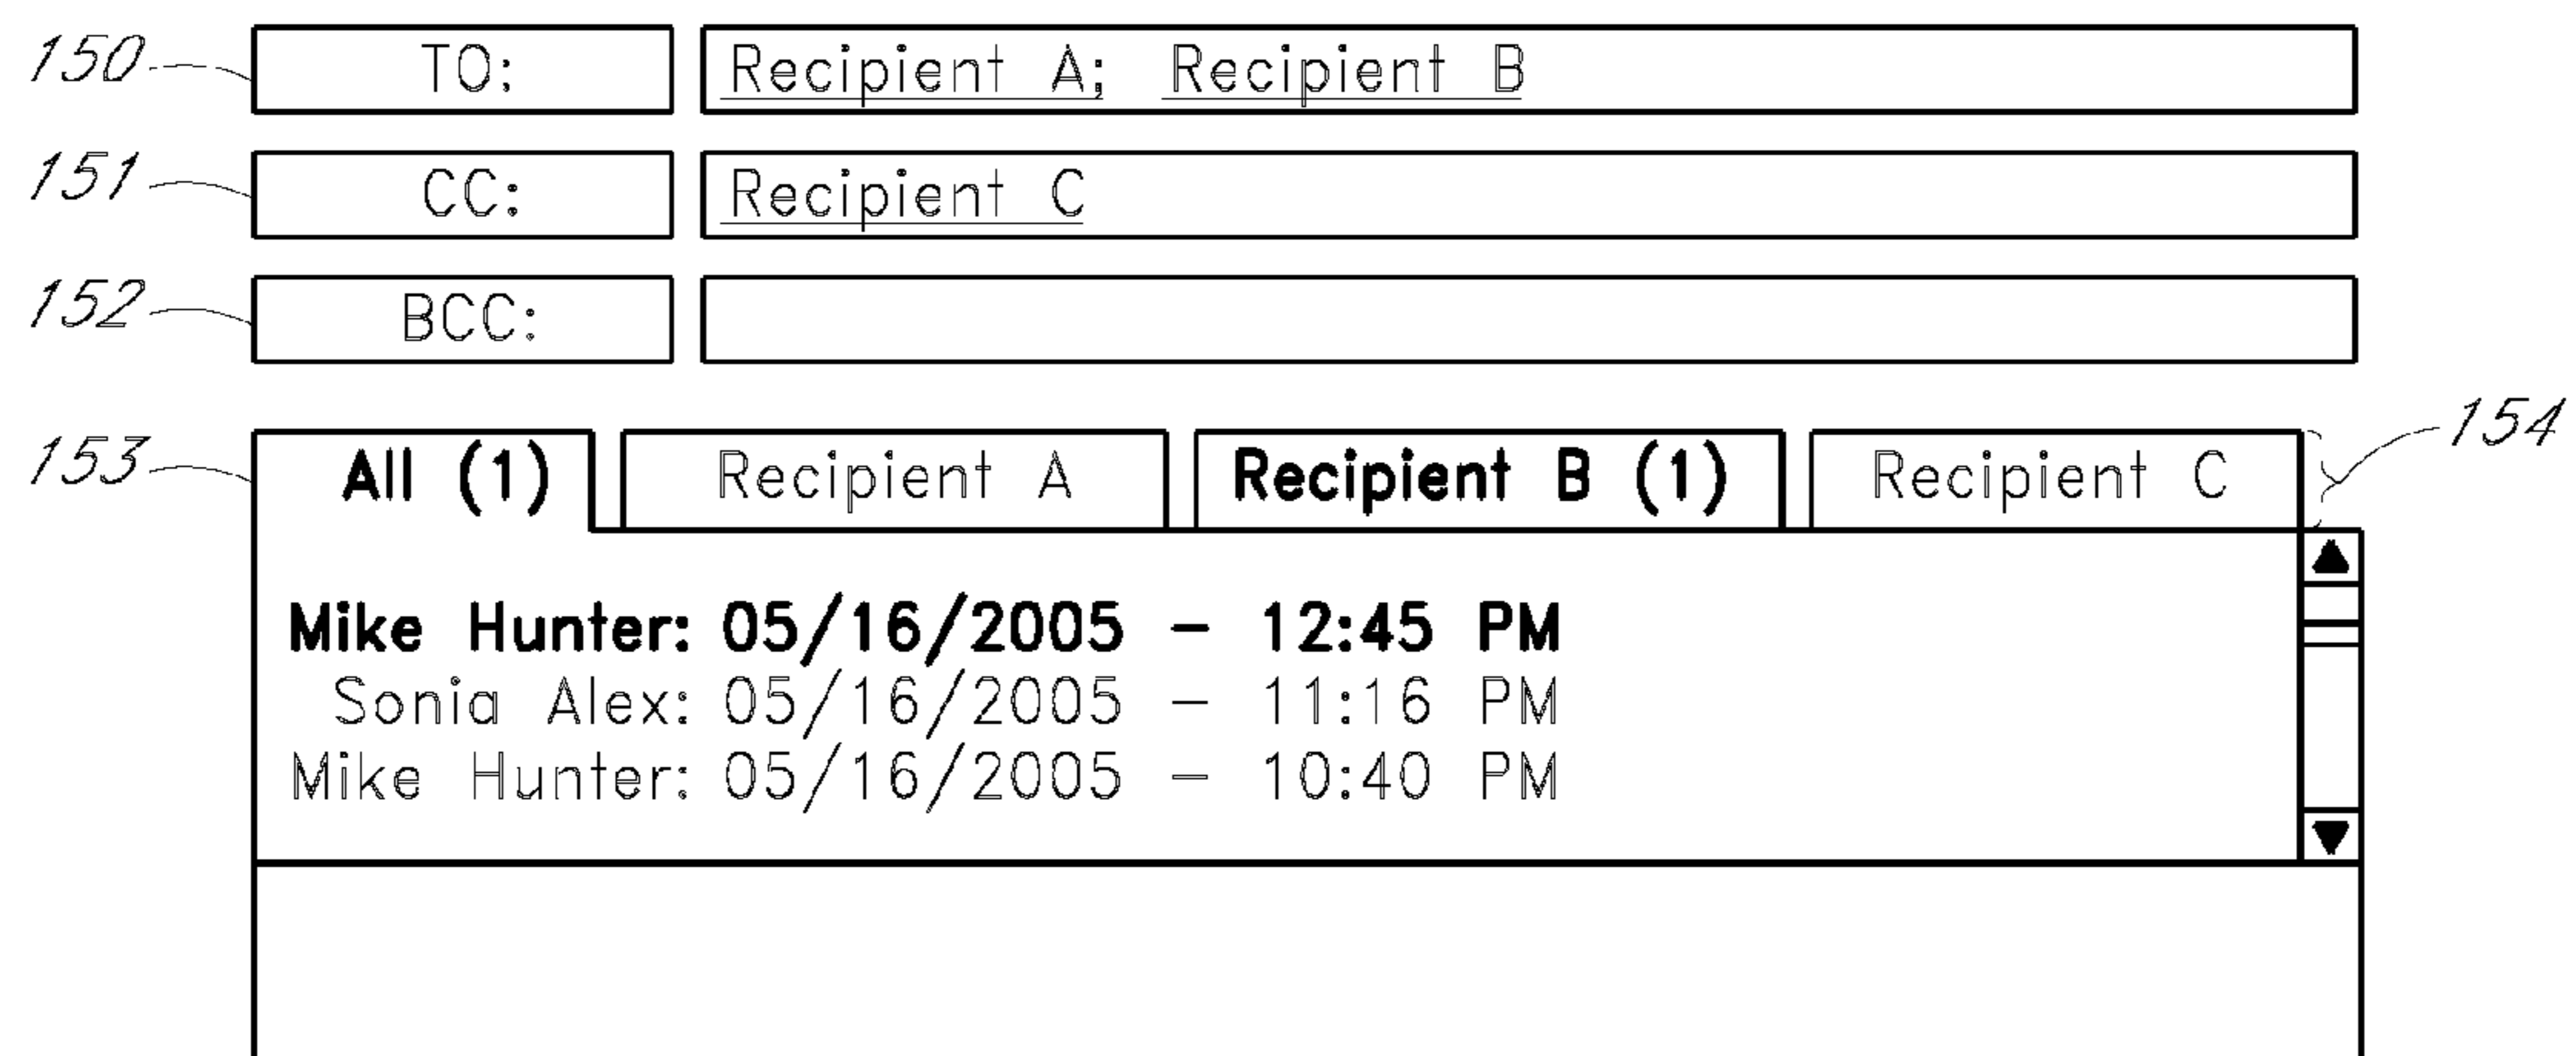 150 TO: Recipient A; Recipient B
151 CC: Recipient C
152 BCC:
153 All (1) Recipient A Recipient B (1) Recipient C 154
Mike Hunter: 05/16/2005 - 12:45 PM
Sonia Alex: 05/16/2005 - 11:16 PM
Mike Hunter: 05/16/2005 - 10:40 PM